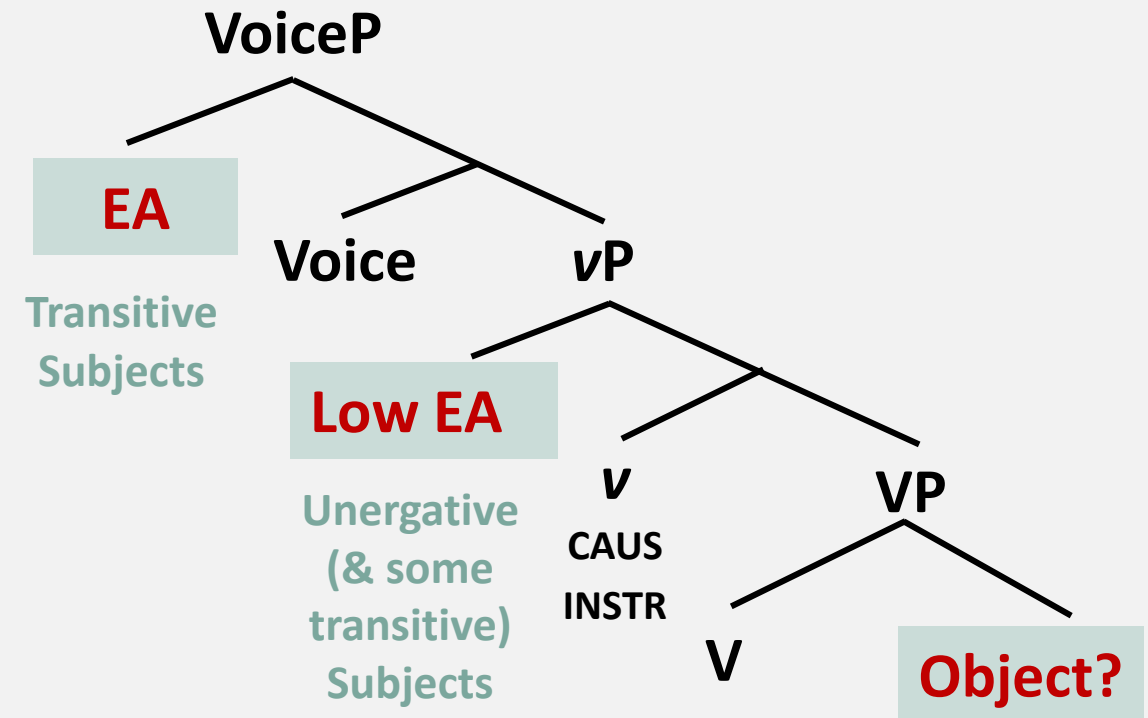 VoiceP
EA
Transitive
Subjects
Voice
vP
Low EA
Unergative
(& some
transitive)
Subjects
v
CAUS
INSTR
VP
V
Object?